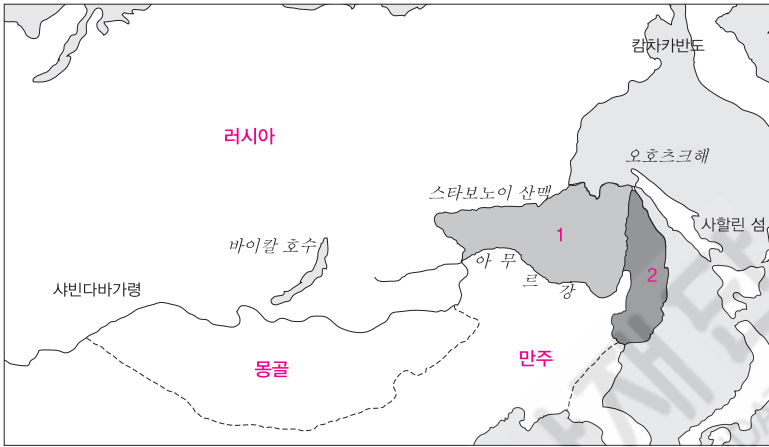 캄차카반도
러시아
오호츠크해
스타보노이 산맥
사할린 섬
1
바이칼 호수
아 무 르 강
2
샤빈다바가령
만주
몽골
재단